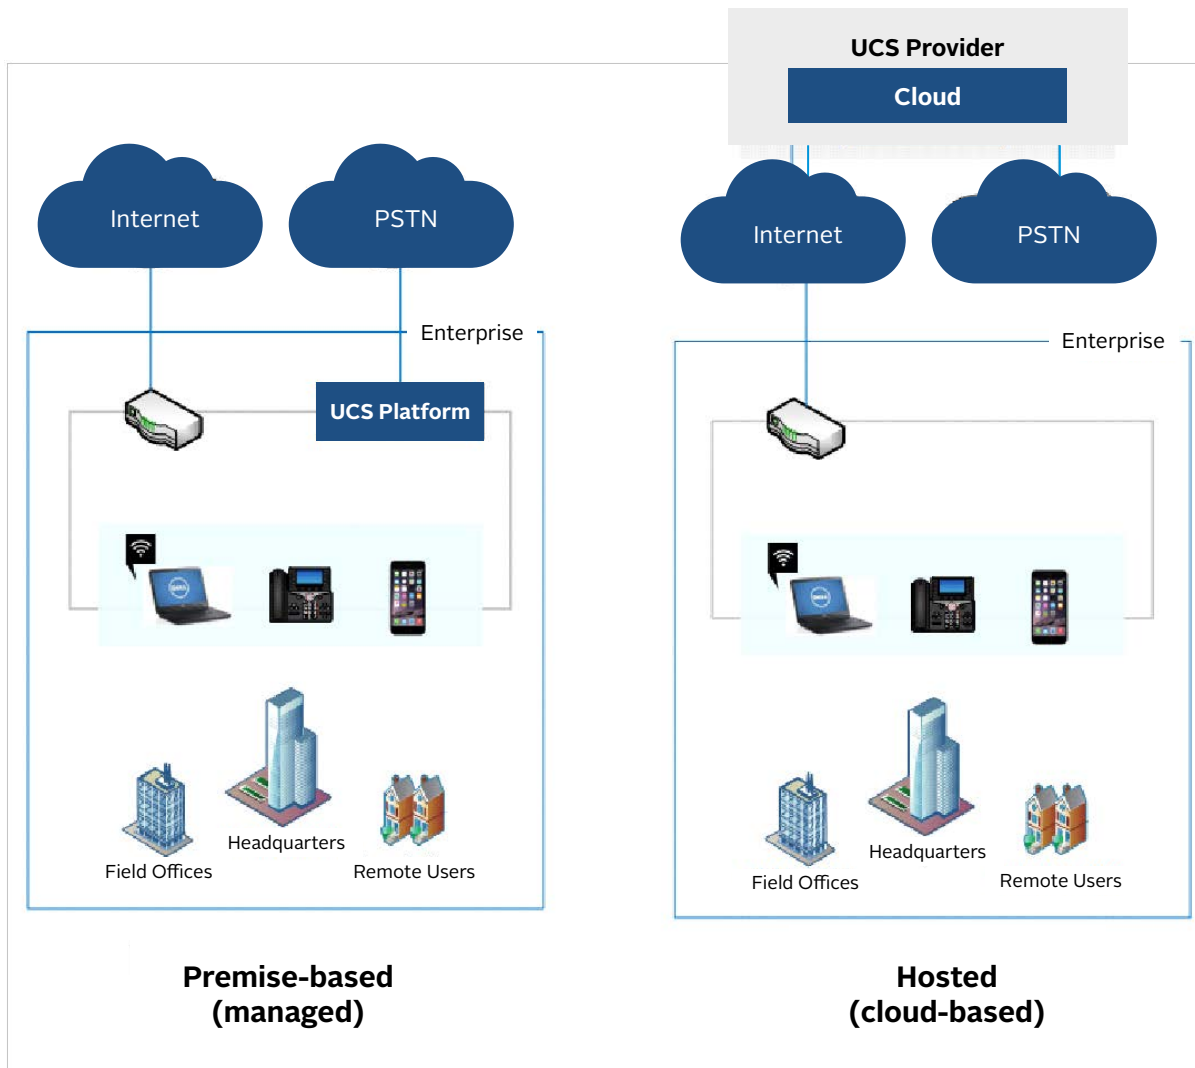 UCS Provider
Cloud
Internet
PSTN
Enterprise
UCS Platform
Field Offices
Headquarters
Remote Users
Premise-based
(managed)
Internet
PSTN
Enterprise
Field Offices
Headquarters
Remote Users
Hosted
(cloud-based)